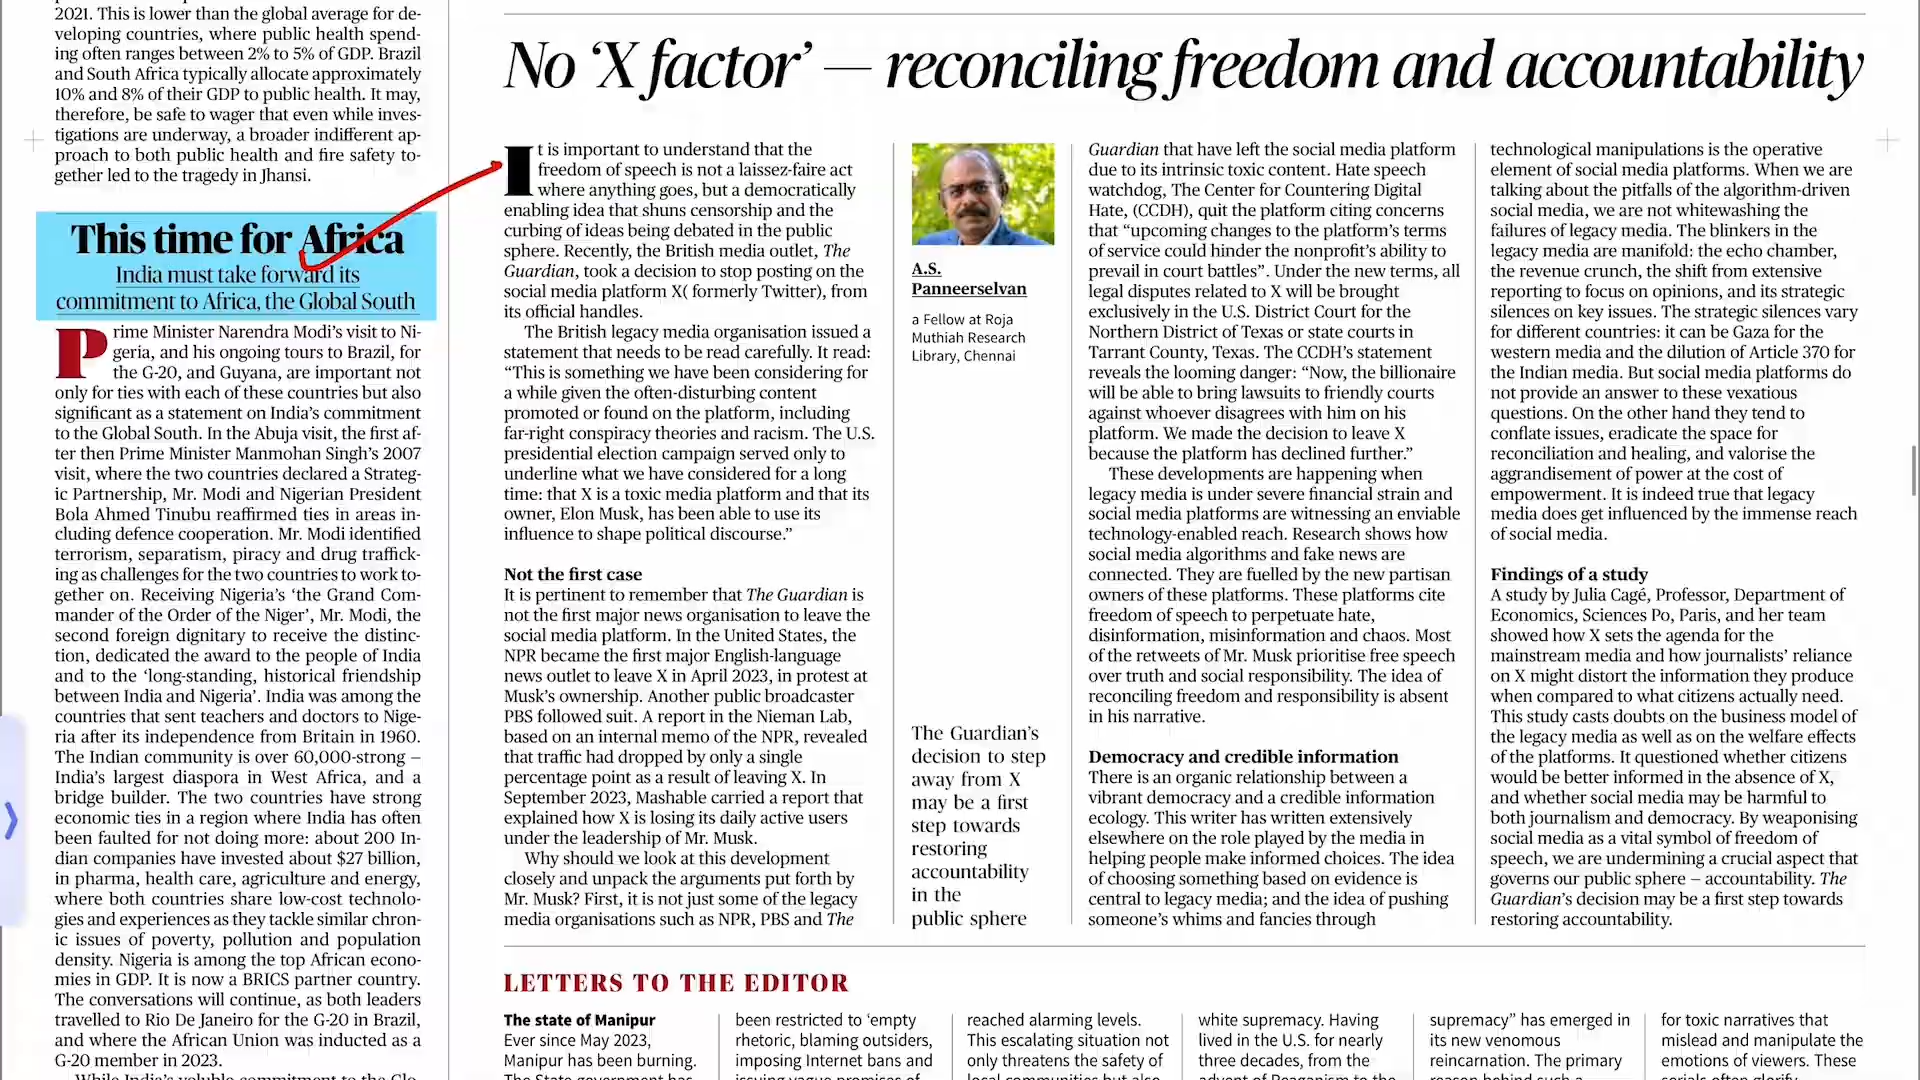 2021. This is lower than the global average for de-
veloping countries, where public health spend-
ing often ranges between 2% to 5% of GDP. Brazil
and South Africa typically allocate approximately
10% and 8% of their GDP to public health. It may,
therefore, be safe to wager that even while inves-
tigations are underway, a broader indifferent ap-
proach to both public health and fire safety to-
gether led to the tragedy in Jhansi.
This time for Africa
India must take forward its
commitment to Africa, the Global South
Prime Minister Narendra Modi's visit to Ni-
geria, and his ongoing tours to Brazil, for
the G-20, and Guyana, are important not
only for ties with each of these countries but also
significant as a statement on India's commitment
to the Global South. In the Abuja visit, the first af-
ter then Prime Minister Manmohan Singh's 2007
visit, where the two countries declared a Strateg-
ic Partnership, Mr. Modi and Nigerian President
Bola Ahmed Tinubu reaffirmed ties in areas in-
cluding defence cooperation. Mr. Modi identified
terrorism, separatism, piracy and drug traffick-
ing as challenges for the two countries to work to-
gether on. Receiving Nigeria's 'the Grand Com-
mander of the Order of the Niger', Mr. Modi, the
second foreign dignitary to receive the distinc-
tion, dedicated the award to the people of India
and to the 'long-standing, historical friendship
between India and Nigeria'. India was among the
countries that sent teachers and doctors to Nige-
ria after its independence from Britain in 1960.
The Indian community is over 60,000-strong –
India's largest diaspora in West Africa, and a
bridge builder. The two countries have strong
economic ties in a region where India has often
been faulted for not doing more: about 200 In-
dian companies have invested about $27 billion,
in pharma, health care, agriculture and energy,
where both countries share low-cost technolo-
gies and experiences as they tackle similar chron-
ic issues of poverty, pollution and population
density. Nigeria is among the top African econo-
mies in GDP. It is now a BRICS partner country.
The conversations will continue, as both leaders
travelled to Rio De Janeiro for the G-20 in Brazil,
and where the African Union was inducted as a
G-20 member in 2023.
While India's voluble commitment to the Glo-
No 'X factor' — reconciling freedom and accountability
It is important to understand that the
freedom of speech is not a laissez-faire act
where anything goes, but a democratically
enabling idea that shuns censorship and the
curbing of ideas being debated in the public
sphere. Recently, the British media outlet, The
Guardian, took a decision to stop posting on the
social media platform X( formerly Twitter), from
its official handles.
The British legacy media organisation issued a
statement that needs to be read carefully. It read:
"This is something we have been considering for
a while given the often-disturbing content
promoted or found on the platform, including
far-right conspiracy theories and racism. The U.S.
presidential election campaign served only to
underline what we have considered for a long
time: that X is a toxic media platform and that its
owner, Elon Musk, has been able to use its
influence to shape political discourse."
Not the first case
It is pertinent to remember that The Guardian is
not the first major news organisation to leave the
social media platform. In the United States, the
NPR became the first major English-language
news outlet to leave X in April 2023, in protest at
Musk's ownership. Another public broadcaster
PBS followed suit. A report in the Nieman Lab,
based on an internal memo of the NPR, revealed
that traffic had dropped by only a single
percentage point as a result of leaving X. In
September 2023, Mashable carried a report that
explained how X is losing its daily active users
under the leadership of Mr. Musk.
Why should we look at this development
closely and unpack the arguments put forth by
Mr. Musk? First, it is not just some of the legacy
media organisations such as NPR, PBS and The
A.S.
Panneerselvan
a Fellow at Roja
Muthiah Research
Library, Chennai
The Guardian's
decision to step
away from X
may be a first
step towards
restoring
accountability
in the
public sphere
Guardian that have left the social media platform
due to its intrinsic toxic content. Hate speech
watchdog, The Center for Countering Digital
Hate, (CCDH), quit the platform citing concerns
that "upcoming changes to the platform's terms
of service could hinder the nonprofit's ability to
prevail in court battles". Under the new terms, all
legal disputes related to X will be brought
exclusively in the U.S. District Court for the
Northern District of Texas or state courts in
Tarrant County, Texas. The CCDH's statement
reveals the looming danger: "Now, the billionaire
will be able to bring lawsuits to friendly courts
against whoever disagrees with him on his
platform. We made the decision to leave X
because the platform has declined further."
These developments are happening when
legacy media is under severe financial strain and
social media platforms are witnessing an enviable
technology-enabled reach. Research shows how
social media algorithms and fake news are
connected. They are fuelled by the new partisan
owners of these platforms. These platforms cite
freedom of speech to perpetuate hate,
disinformation, misinformation and chaos. Most
of the retweets of Mr. Musk prioritise free speech
over truth and social responsibility. The idea of
reconciling freedom and responsibility is absent
in his narrative.
Democracy and credible information
There is an organic relationship between a
vibrant democracy and a credible information
ecology. This writer has written extensively
elsewhere on the role played by the media in
helping people make informed choices. The idea
of choosing something based on evidence is
central to legacy media; and the idea of pushing
someone's whims and fancies through
technological manipulations is the operative
element of social media platforms. When we are
talking about the pitfalls of the algorithm-driven
social media, we are not whitewashing the
failures of legacy media. The blinkers in the
legacy media are manifold: the echo chamber,
the revenue crunch, the shift from extensive
reporting to focus on opinions, and its strategic
silences on key issues. The strategic silences vary
for different countries: it can be Gaza for the
western media and the dilution of Article 370 for
the Indian media. But social media platforms do
not provide an answer to these vexatious
questions. On the other hand they tend to
conflate issues, eradicate the space for
reconciliation and healing, and valorise the
aggrandisement of power at the cost of
empowerment. It is indeed true that legacy
media does get influenced by the immense reach
of social media.
Findings of a study
A study by Julia Cagé, Professor, Department of
Economics, Sciences Po, Paris, and her team
showed how X sets the agenda for the
mainstream media and how journalists' reliance
on X might distort the information they produce
when compared to what citizens actually need.
This study casts doubts on the business model of
the legacy media as well as on the welfare effects
of the platforms. It questioned whether citizens
would be better informed in the absence of X,
and whether social media may be harmful to
both journalism and democracy. By weaponising
social media as a vital symbol of freedom of
speech, we are undermining a crucial aspect that
governs our public sphere – accountability. The
Guardian's decision may be a first step towards
restoring accountability.
LETTERS TO THE EDITOR
The state of Manipur
Ever since May 2023,
Manipur has been burning.
The State government has
been restricted to 'empty
rhetoric, blaming outsiders,
imposing Internet bans and
issuing vague promises of
reached alarming levels.
This escalating situation not
only threatens the safety of
local communities but also
white supremacy. Having
lived in the U.S. for nearly
three decades, from the
advent of Reaganism to the
supremacy" has emerged in
its new venomous
reincarnation. The primary
reason behind such a
for toxic narratives that
mislead and manipulate the
emotions of viewers. These
serials often glorify